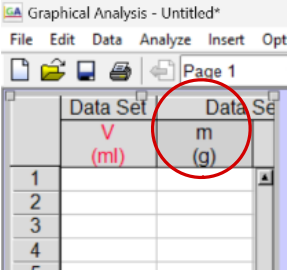 GA Graphical Analysis - Untitled*
File Edit Data Analyze Insert Opt
Page 1
Data Set Data Se
V m
(ml) (g)
1
2
3
4